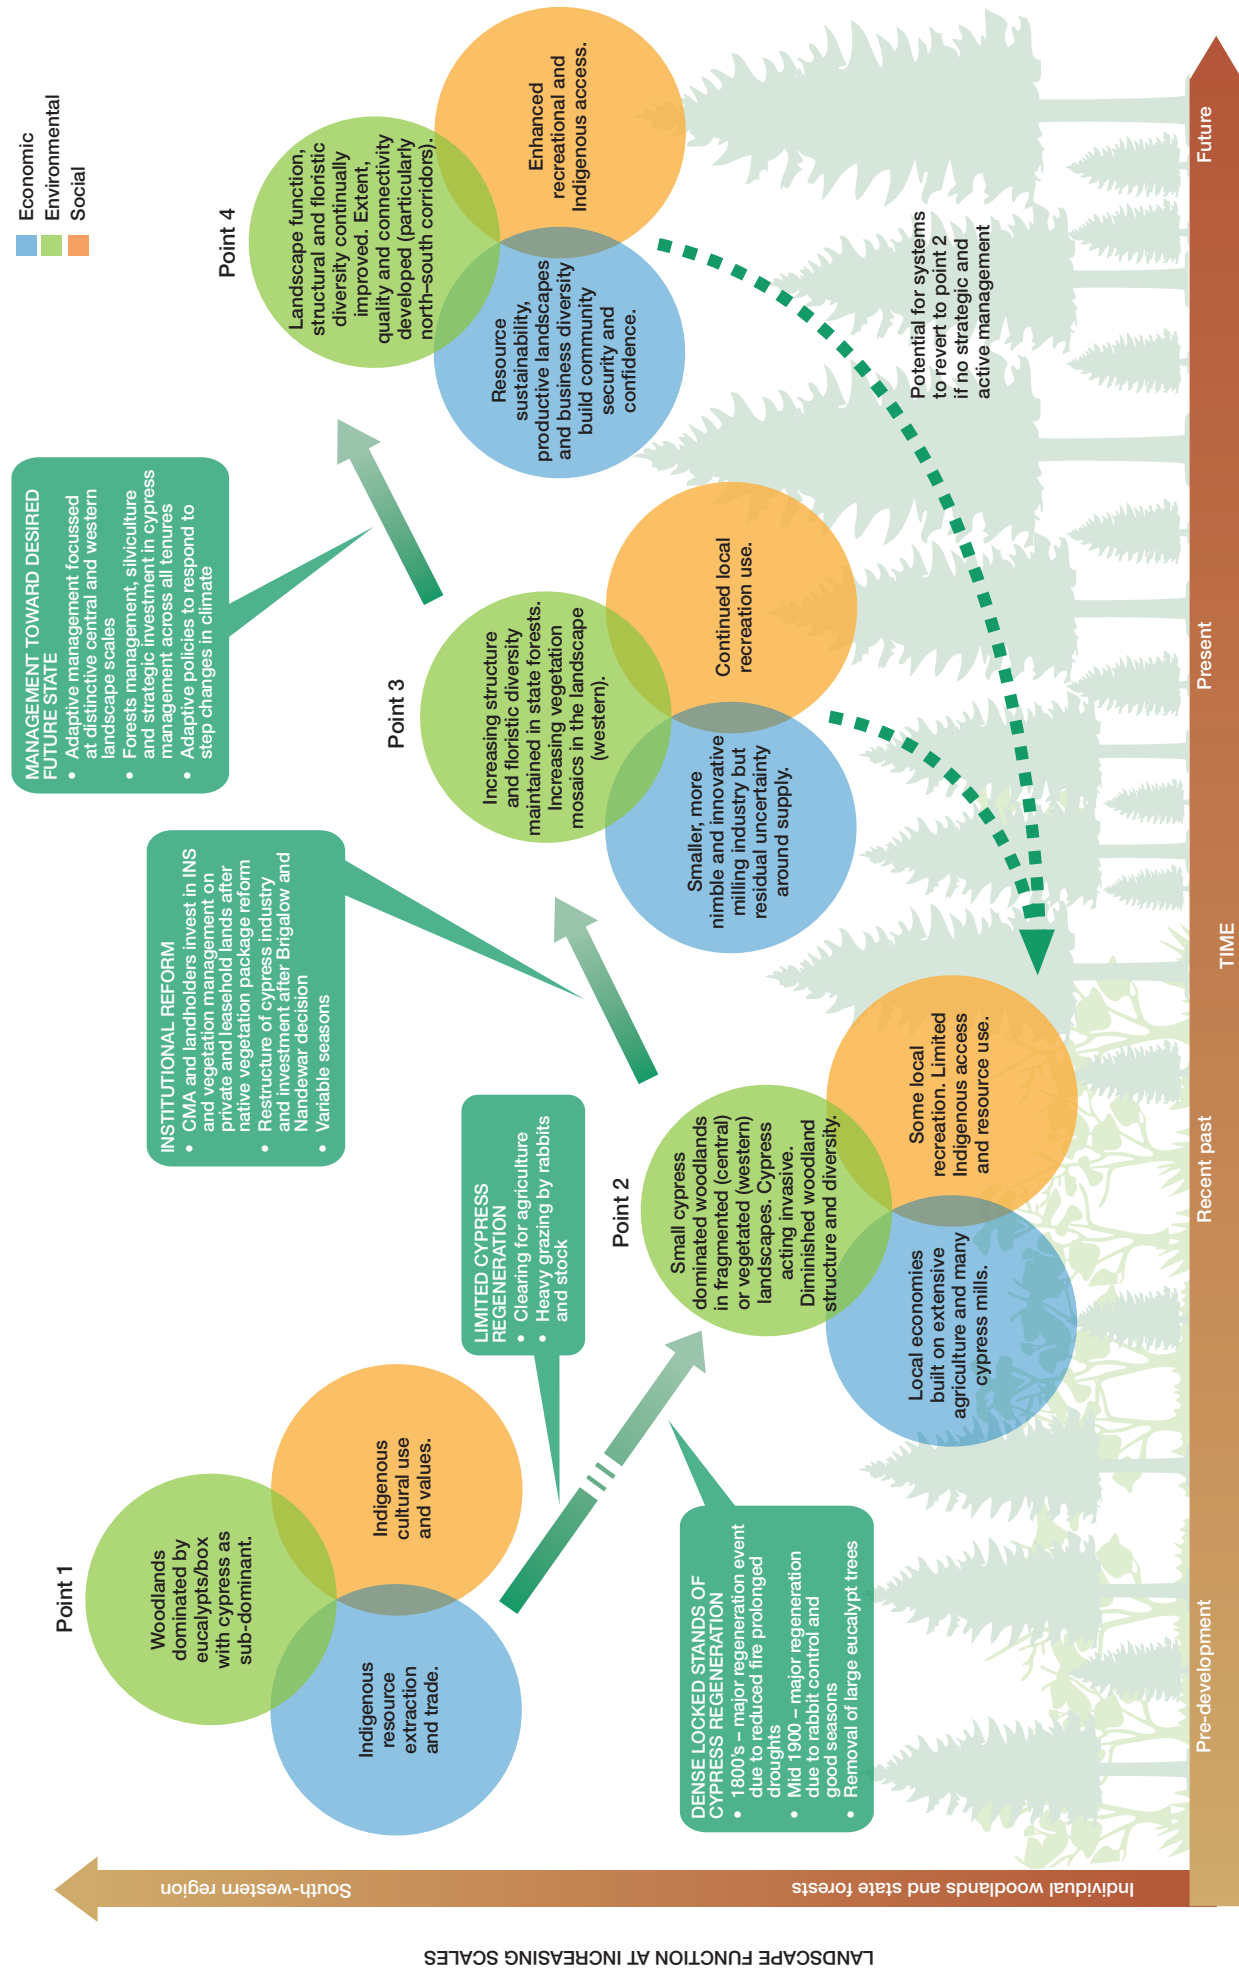 Economic
Environmental
Social
Point 1
Woodlands
dominated by
eucalypts/box
with cypress as
sub-dominant.
Indigenous
resource
extraction
and trade.
Indigenous
cultural use
and values.
LIMITED CYPRESS
REGENERATION
• Clearing for agriculture
• Heavy grazing by rabbits
and stock
DENSE LOCKED STANDS OF
CYPRESS REGENERATION
• 1800's – major regeneration event
due to reduced fire prolonged
droughts
• Mid 1900 – major regeneration
due to rabbit control and
good seasons
• Removal of large eucalypt trees
Point 2
Small cypress
dominated woodlands
in fragmented (central)
or vegetated (western)
landscapes. Cypress
acting invasive.
Diminished woodland
structure and diversity.
Local economies
built on extensive
agriculture and many
cypress mills.
Some local
recreation. Limited
Indigenous access
and resource use.
INSTITUTIONAL REFORM
• CMA and landholders invest in INS
and vegetation management on
private and leasehold lands after
native vegetation package reform
• Restructure of cypress industry
and investment after Brigalow and
Nandewar decision
• Variable seasons
Point 3
Increasing structure
and floristic diversity
maintained in state forests.
Increasing vegetation
mosaics in the landscape
(western).
Smaller, more
nimble and innovative
milling industry but
residual uncertainty
around supply.
Continued local
recreation use.
MANAGEMENT TOWARD DESIRED
FUTURE STATE
• Adaptive management focussed
at distinctive central and western
landscape scales
• Forests management, silviculture
and strategic investment in cypress
management across all tenures
• Adaptive policies to respond to
step changes in climate
Point 4
Landscape function,
structural and floristic
diversity continually
improved. Extent,
quality and connectivity
developed (particularly
north–south corridors).
Resource
sustainability,
productive landscapes
and business diversity
build community
security and
confidence.
Enhanced
recreational and
Indigenous access.
Potential for systems
to revert to point 2
if no strategic and
active management
LANDSCAPE FUNCTION AT INCREASING SCALES
South-western region
Individual woodlands and state forests
Pre-development
Recent past
Present
Future
TIME